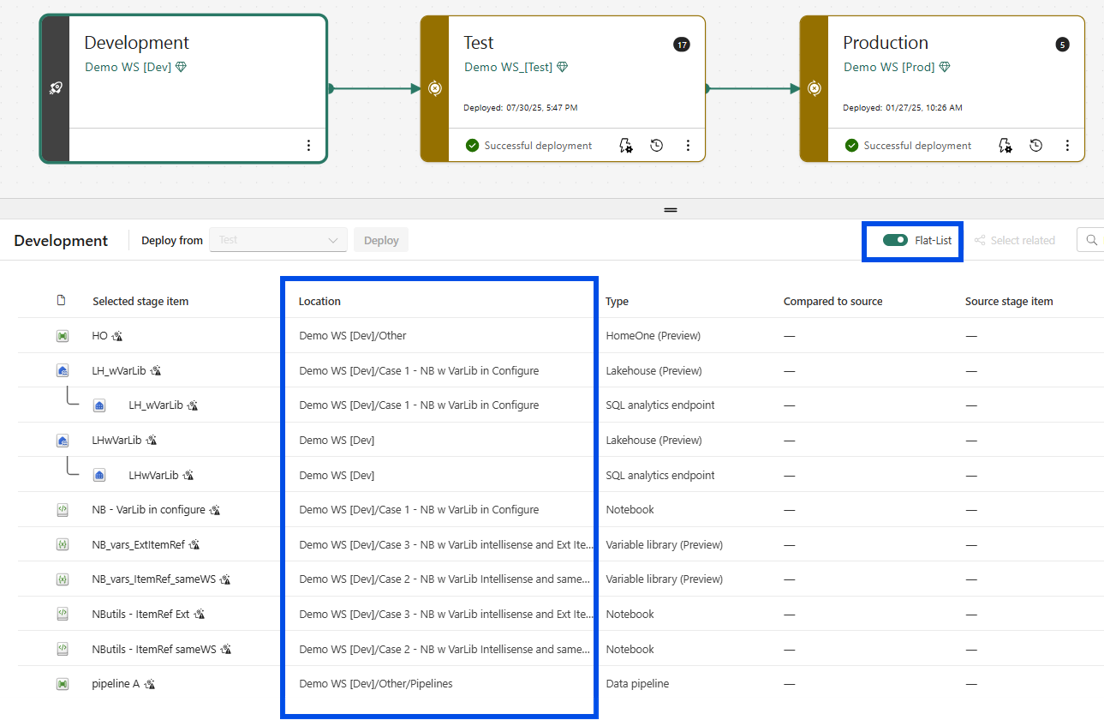 Development
Demo WS [Dev]
Test
17
Demo WS_[Test]
Deployed: 07/30/25, 5:47 PM
Successful deployment
Production
5
Demo WS [Prod]
Deployed: 01/27/25, 10:26 AM
Successful deployment
Development
Deploy from
Test
Deploy
Flat-List
Select related
Selected stage item Location Type Compared to source Source stage item
HO Demo WS [Dev]/Other HomeOne (Preview) — —
LH_wVarLib Demo WS [Dev]/Case 1 - NB w VarLib in Configure Lakehouse (Preview) — —
LH_wVarLib Demo WS [Dev]/Case 1 - NB w VarLib in Configure SQL analytics endpoint — —
LHwVarLib Demo WS [Dev] Lakehouse (Preview) — —
LHwVarLib Demo WS [Dev] SQL analytics endpoint — —
NB - VarLib in configure Demo WS [Dev]/Case 1 - NB w VarLib in Configure Notebook — —
NB_vars_ExtItemRef Demo WS [Dev]/Case 3 - NB w VarLib intellisense and Ext Ite... Variable library (Preview) — —
NB_vars_ItemRef_sameWS Demo WS [Dev]/Case 2 - NB w VarLib Intellisense and same... Variable library (Preview) — —
NButils - ItemRef Ext Demo WS [Dev]/Case 3 - NB w VarLib intellisense and Ext Ite... Notebook — —
NButils - ItemRef sameWS Demo WS [Dev]/Case 2 - NB w VarLib Intellisense and same... Notebook — —
pipeline A Demo WS [Dev]/Other/Pipelines Data pipeline — —